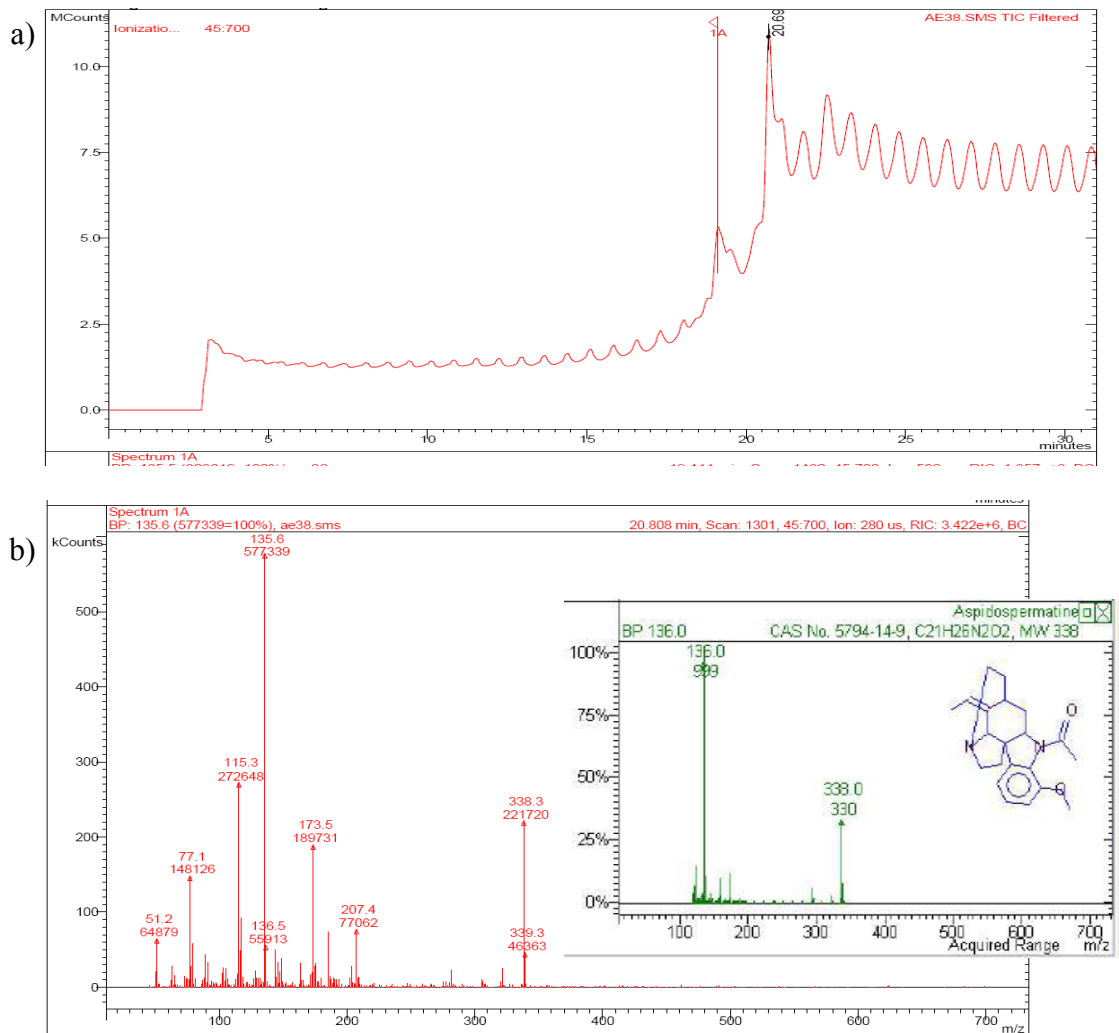 a)
MCounts
Ionizatio... 45:700
AE38.SMS TIC Filtered
1A
20.69
10.0
7.5
5.0
2.5
0.0
5 10 15 20 25 30
minutes
Spectrum 1A
b)
Spectrum 1A
BP: 135.6 (577339=100%), ae38.sms
20.808 min, Scan: 1301, 45:700, Ion: 280 us, RIC: 3.422e+6, BC
kCounts
500
400
300
200
100
0
135.6
577339
115.3
272648
338.3
221720
173.5
189731
77.1
148126
51.2
64879
136.5
55913
207.4
77062
339.3
46363
100 200 300 400 500 600 700
m/z
Aspidospermatine
BP 136.0 CAS No. 5794-14-9, C21H26N2O2, MW 338
100%
75%
50%
25%
0%
136.0
999
338.0
330
O
N
N
O
100 200 300 400 500 600 700
Acquired Range m/z